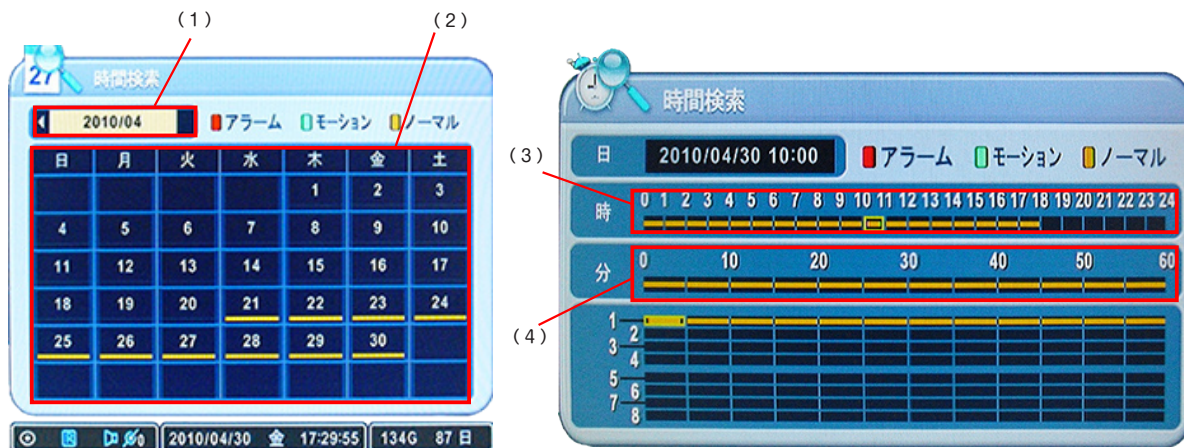 (1)
(2)
27
時間検索
2010/04
アラーム モーション ノーマル
日 月 火 水 木 金 土
1 2 3
4 5 6 7 8 9 10
11 12 13 14 15 16 17
18 19 20 21 22 23 24
25 26 27 28 29 30
2010/04/30 金 17:29:55
134G 87日
時間検索
日 2010/04/30 10:00 アラーム モーション ノーマル
(3)
時 0 1 2 3 4 5 6 7 8 9 10 11 12 13 14 15 16 17 18 19 20 21 22 23 24
分 0 10 20 30 40 50 60
(4)
1
2
3
4
5
6
7
8